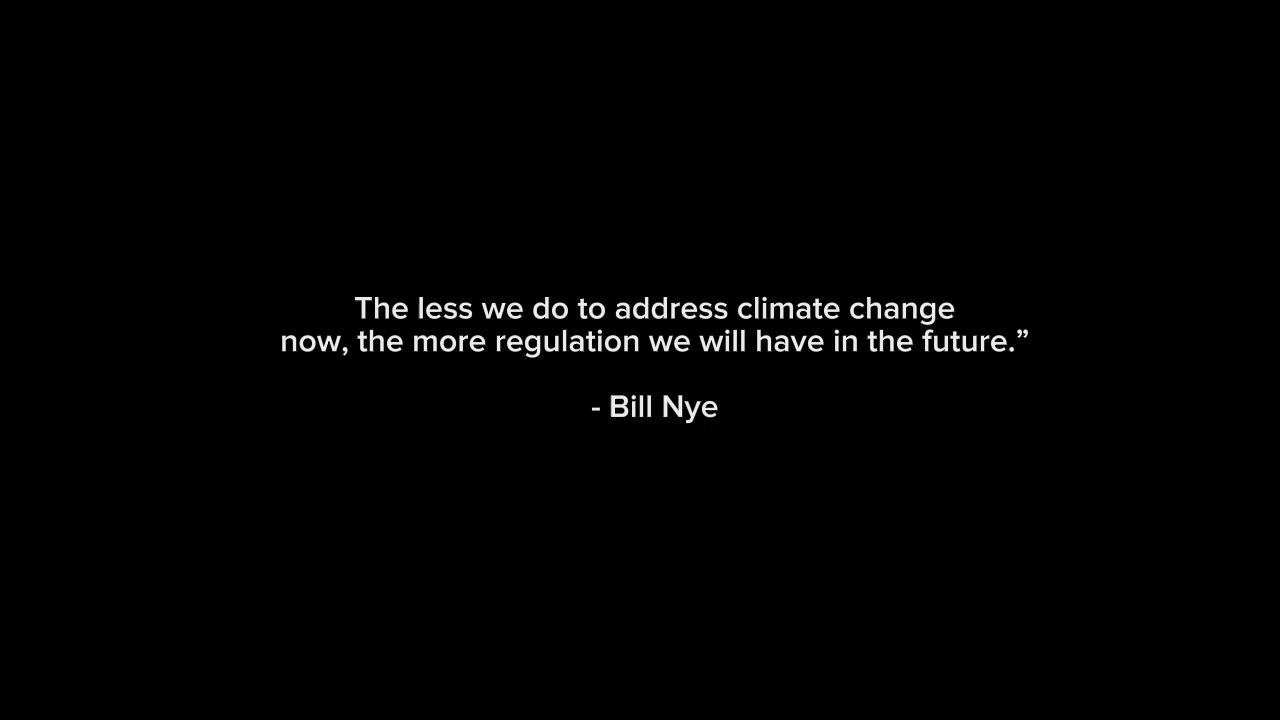 The less we do to address climate change
now, the more regulation we will have in the future.”
- Bill Nye